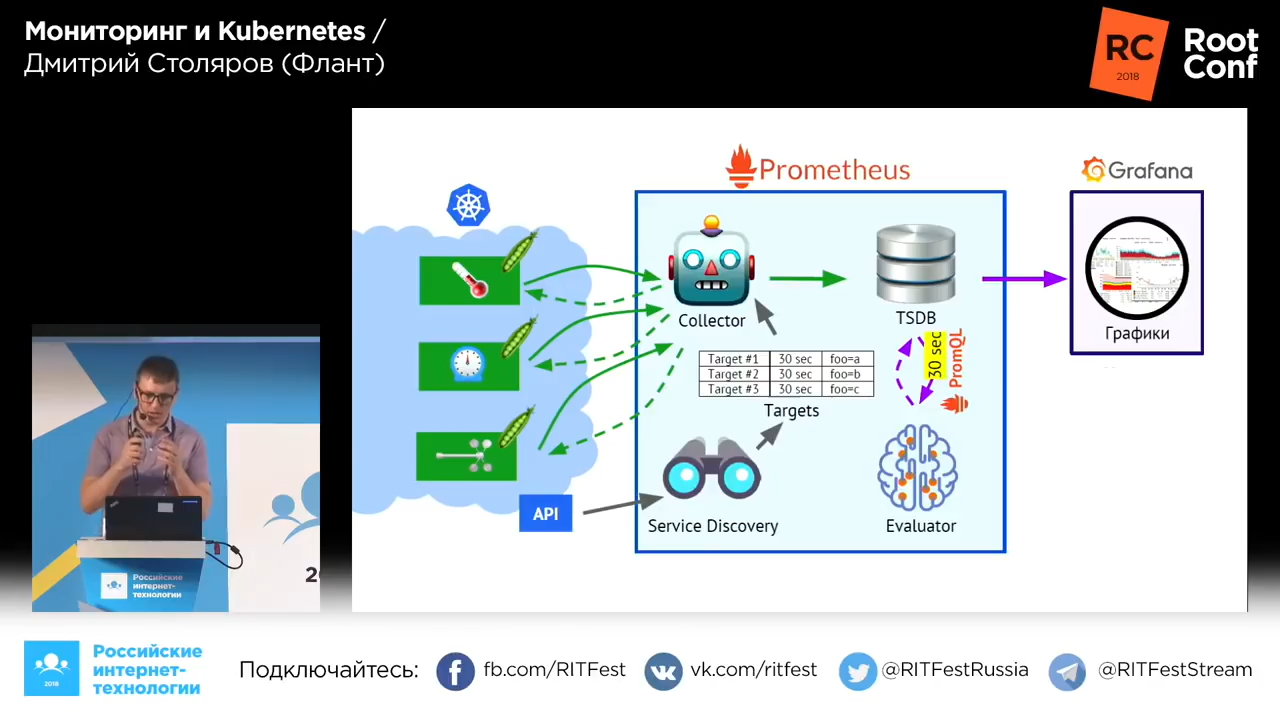 Мониторинг и Kubernetes /
Дмитрий Столяров (Флант)
RC
2018
Root
Conf
Prometheus
Grafana
Collector
TSDB
Графики
30 sec
PromQL
Target #1 30 sec foo=a
Target #2 30 sec foo=b
Target #3 30 sec foo=c
Targets
API
Service Discovery
Evaluator
Российские
интернет-
технологии
2018
Российские
интернет-
технологии
Подключайтесь:
fb.com/RITFest
vk.com/ritfest
@RITFestRussia
@RITFestStream